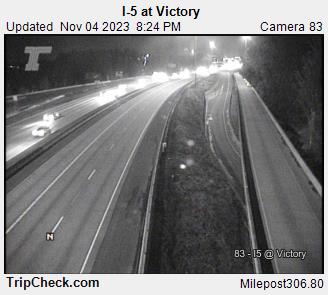 I-5 at Victory
Updated Nov 04 2023 8:24 PM Camera 83
T
N
83 - I5 @ Victory
TripCheck.com Milepost306.80